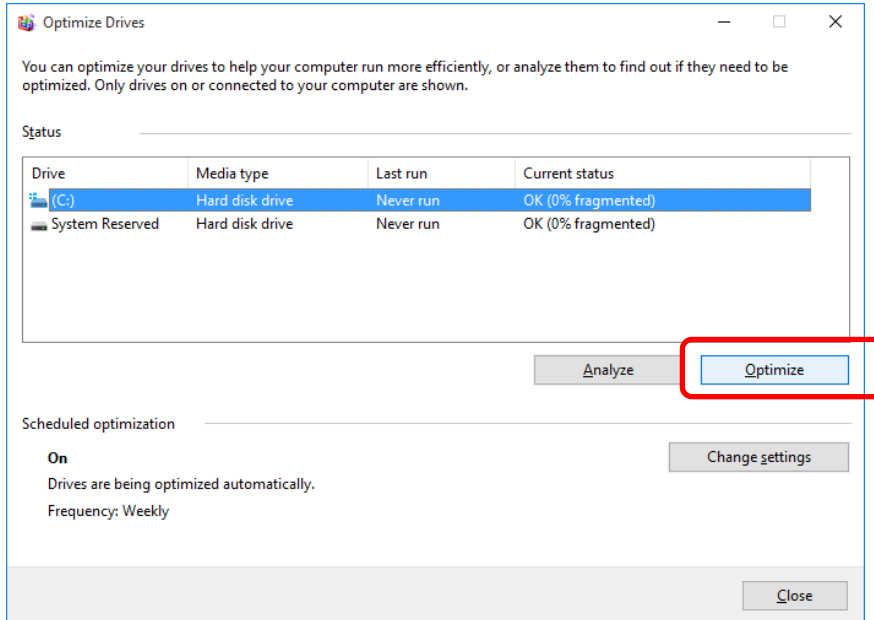 Optimize Drives
You can optimize your drives to help your computer run more efficiently, or analyze them to find out if they need to be
optimized. Only drives on or connected to your computer are shown.
Status
Drive Media type Last run Current status
(C:) Hard disk drive Never run OK (0% fragmented)
System Reserved Hard disk drive Never run OK (0% fragmented)
Analyze Optimize
Scheduled optimization
On Change settings
Drives are being optimized automatically.
Frequency: Weekly
Close